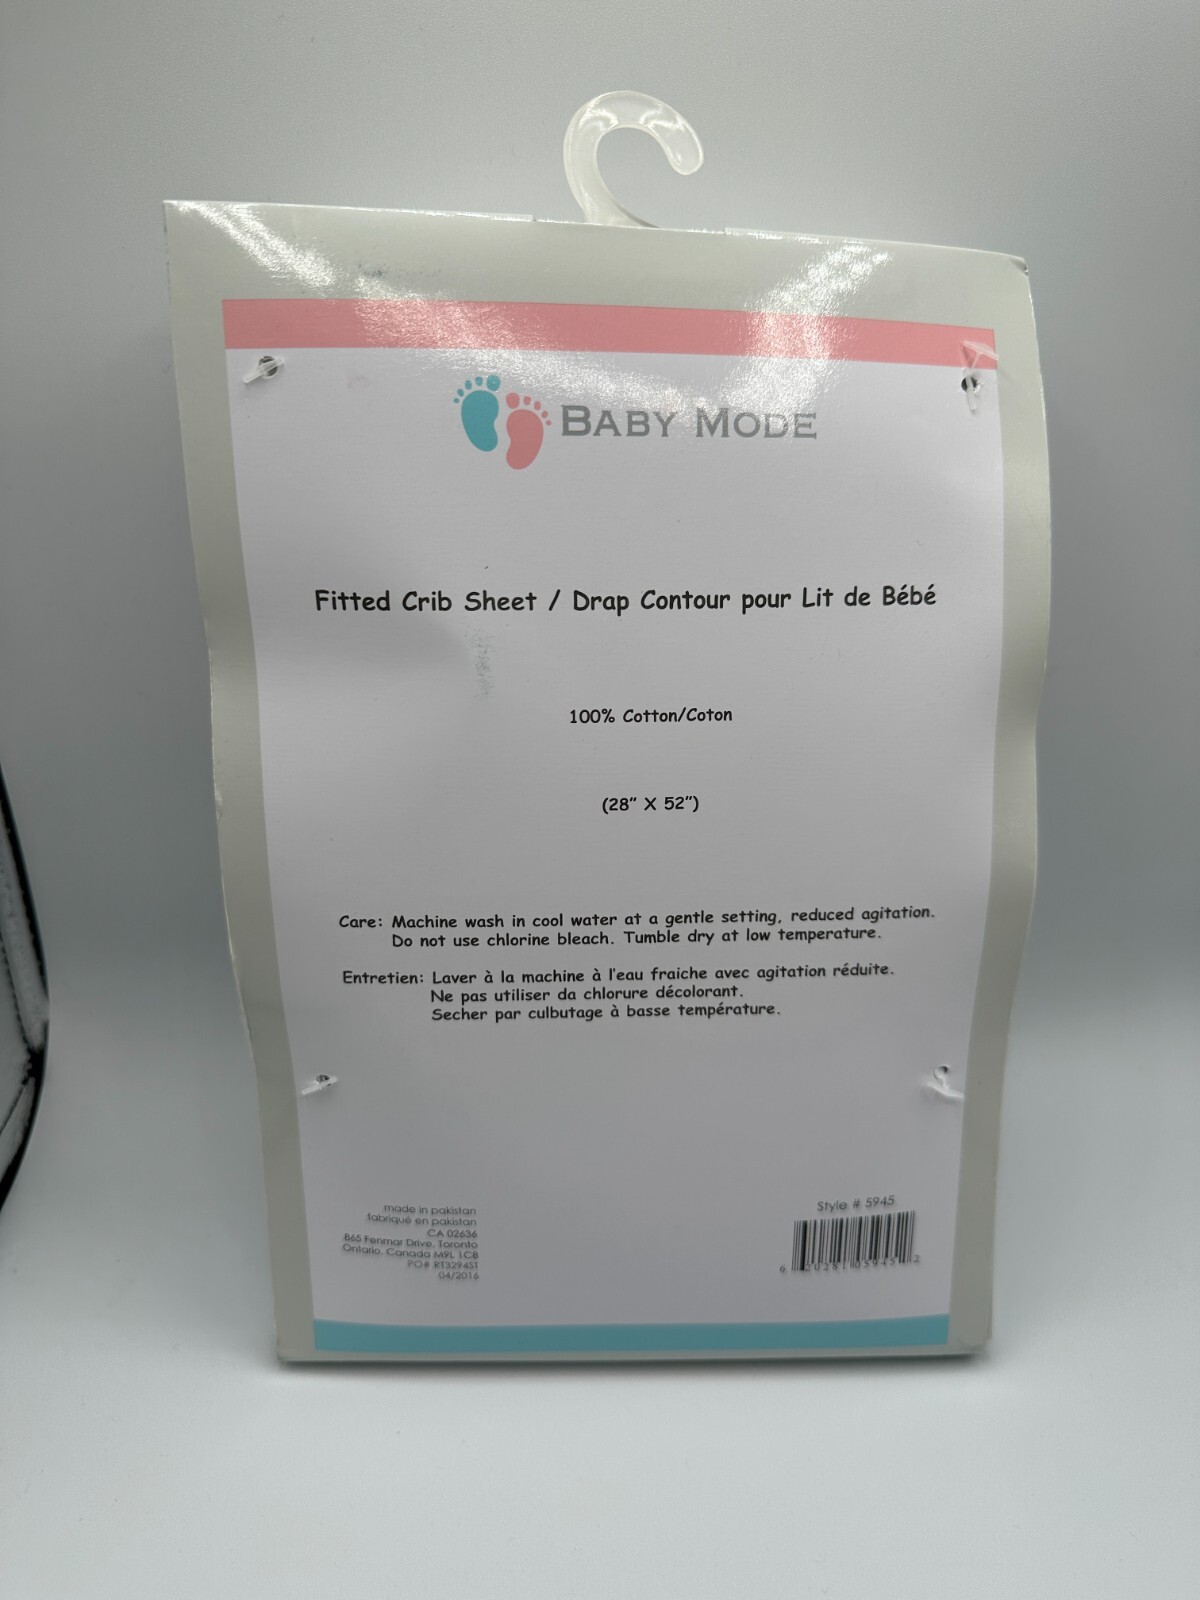 BABY MODE
Fitted Crib Sheet / Drap Contour pour Lit de Bébé
100% Cotton/Coton
(28" X 52")
Care: Machine wash in cool water at a gentle setting, reduced agitation.
Do not use chlorine bleach. Tumble dry at low temperature.
Entretien: Laver à la machine à l'eau fraiche avec agitation réduite.
Ne pas utiliser da chlorure décolorant.
Secher par culbutage à basse température.
made in pakistan
fabriqué en pakistan
CA 02636
865 Fenmar Drive, Toronto
Ontario, Canada M9L 1C8
PO# RT3294ST
04/2016
Style # 5945